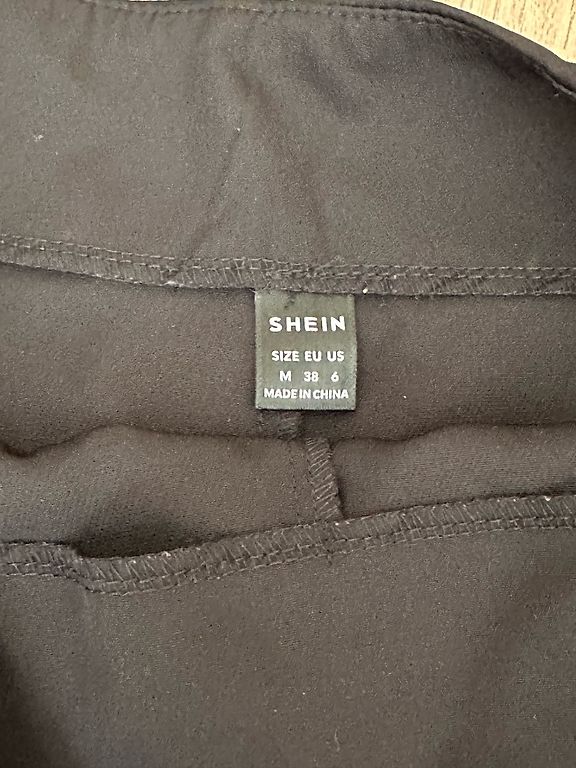 SHEIN
SIZE EU US
M 38 6
MADE IN CHINA